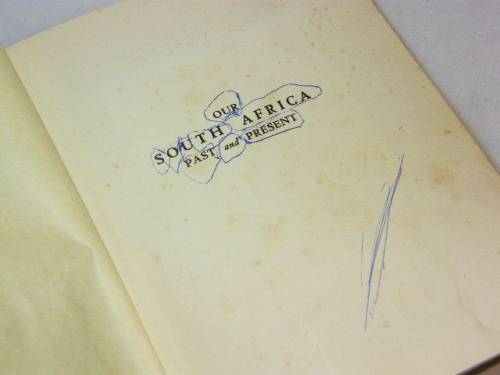 OUR
SOUTH AFRICA
PAST and PRESENT